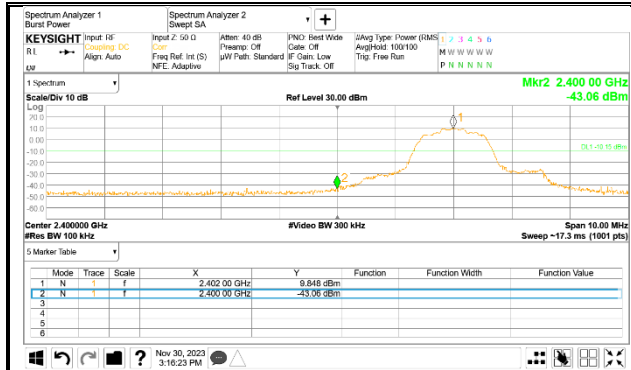 Spectrum Analyzer 1
Burst Power
Spectrum Analyzer 2
Swept SA
KEYSIGHT
RL
Input: RF
Coupling: DC
Align: Auto
Input Z: 50 Ω
Corr
Freq Ref: Int (S)
NFE: Adaptive
Atten: 40 dB
Preamp: Off
µW Path: Standard
PNO: Best Wide
Gate: Off
IF Gain: Low
Sig Track: Off
#Avg Type: Power (RMS
Avg|Hold: 100/100
Trig: Free Run
1 2 3 4 5 6
M W W W W W
P N N N N N
1 Spectrum
Scale/Div 10 dB
Ref Level 30.00 dBm
Mkr2 2.400 00 GHz
-43.06 dBm
Log
20.0
10.0
0.00
-10.0
-20.0
-30.0
-40.0
-50.0
-60.0
1
2
Center 2.400000 GHz
#Res BW 100 kHz
#Video BW 300 kHz
Span 10.00 MHz
Sweep ~17.3 ms (1001 pts)
5 Marker Table
Mode Trace Scale X Y Function Function Width Function Value
1 N 1 f 2.402 00 GHz 9.848 dBm
2 N 1 f 2.400 00 GHz -43.06 dBm
3
4
5
6
?
Nov 30, 2023
3:16:23 PM